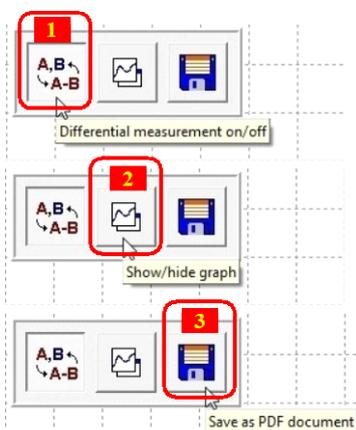 1
A,B
A-B
Differential measurement on/off
2
A,B
A-B
Show/hide graph
3
A,B
A-B
Save as PDF document